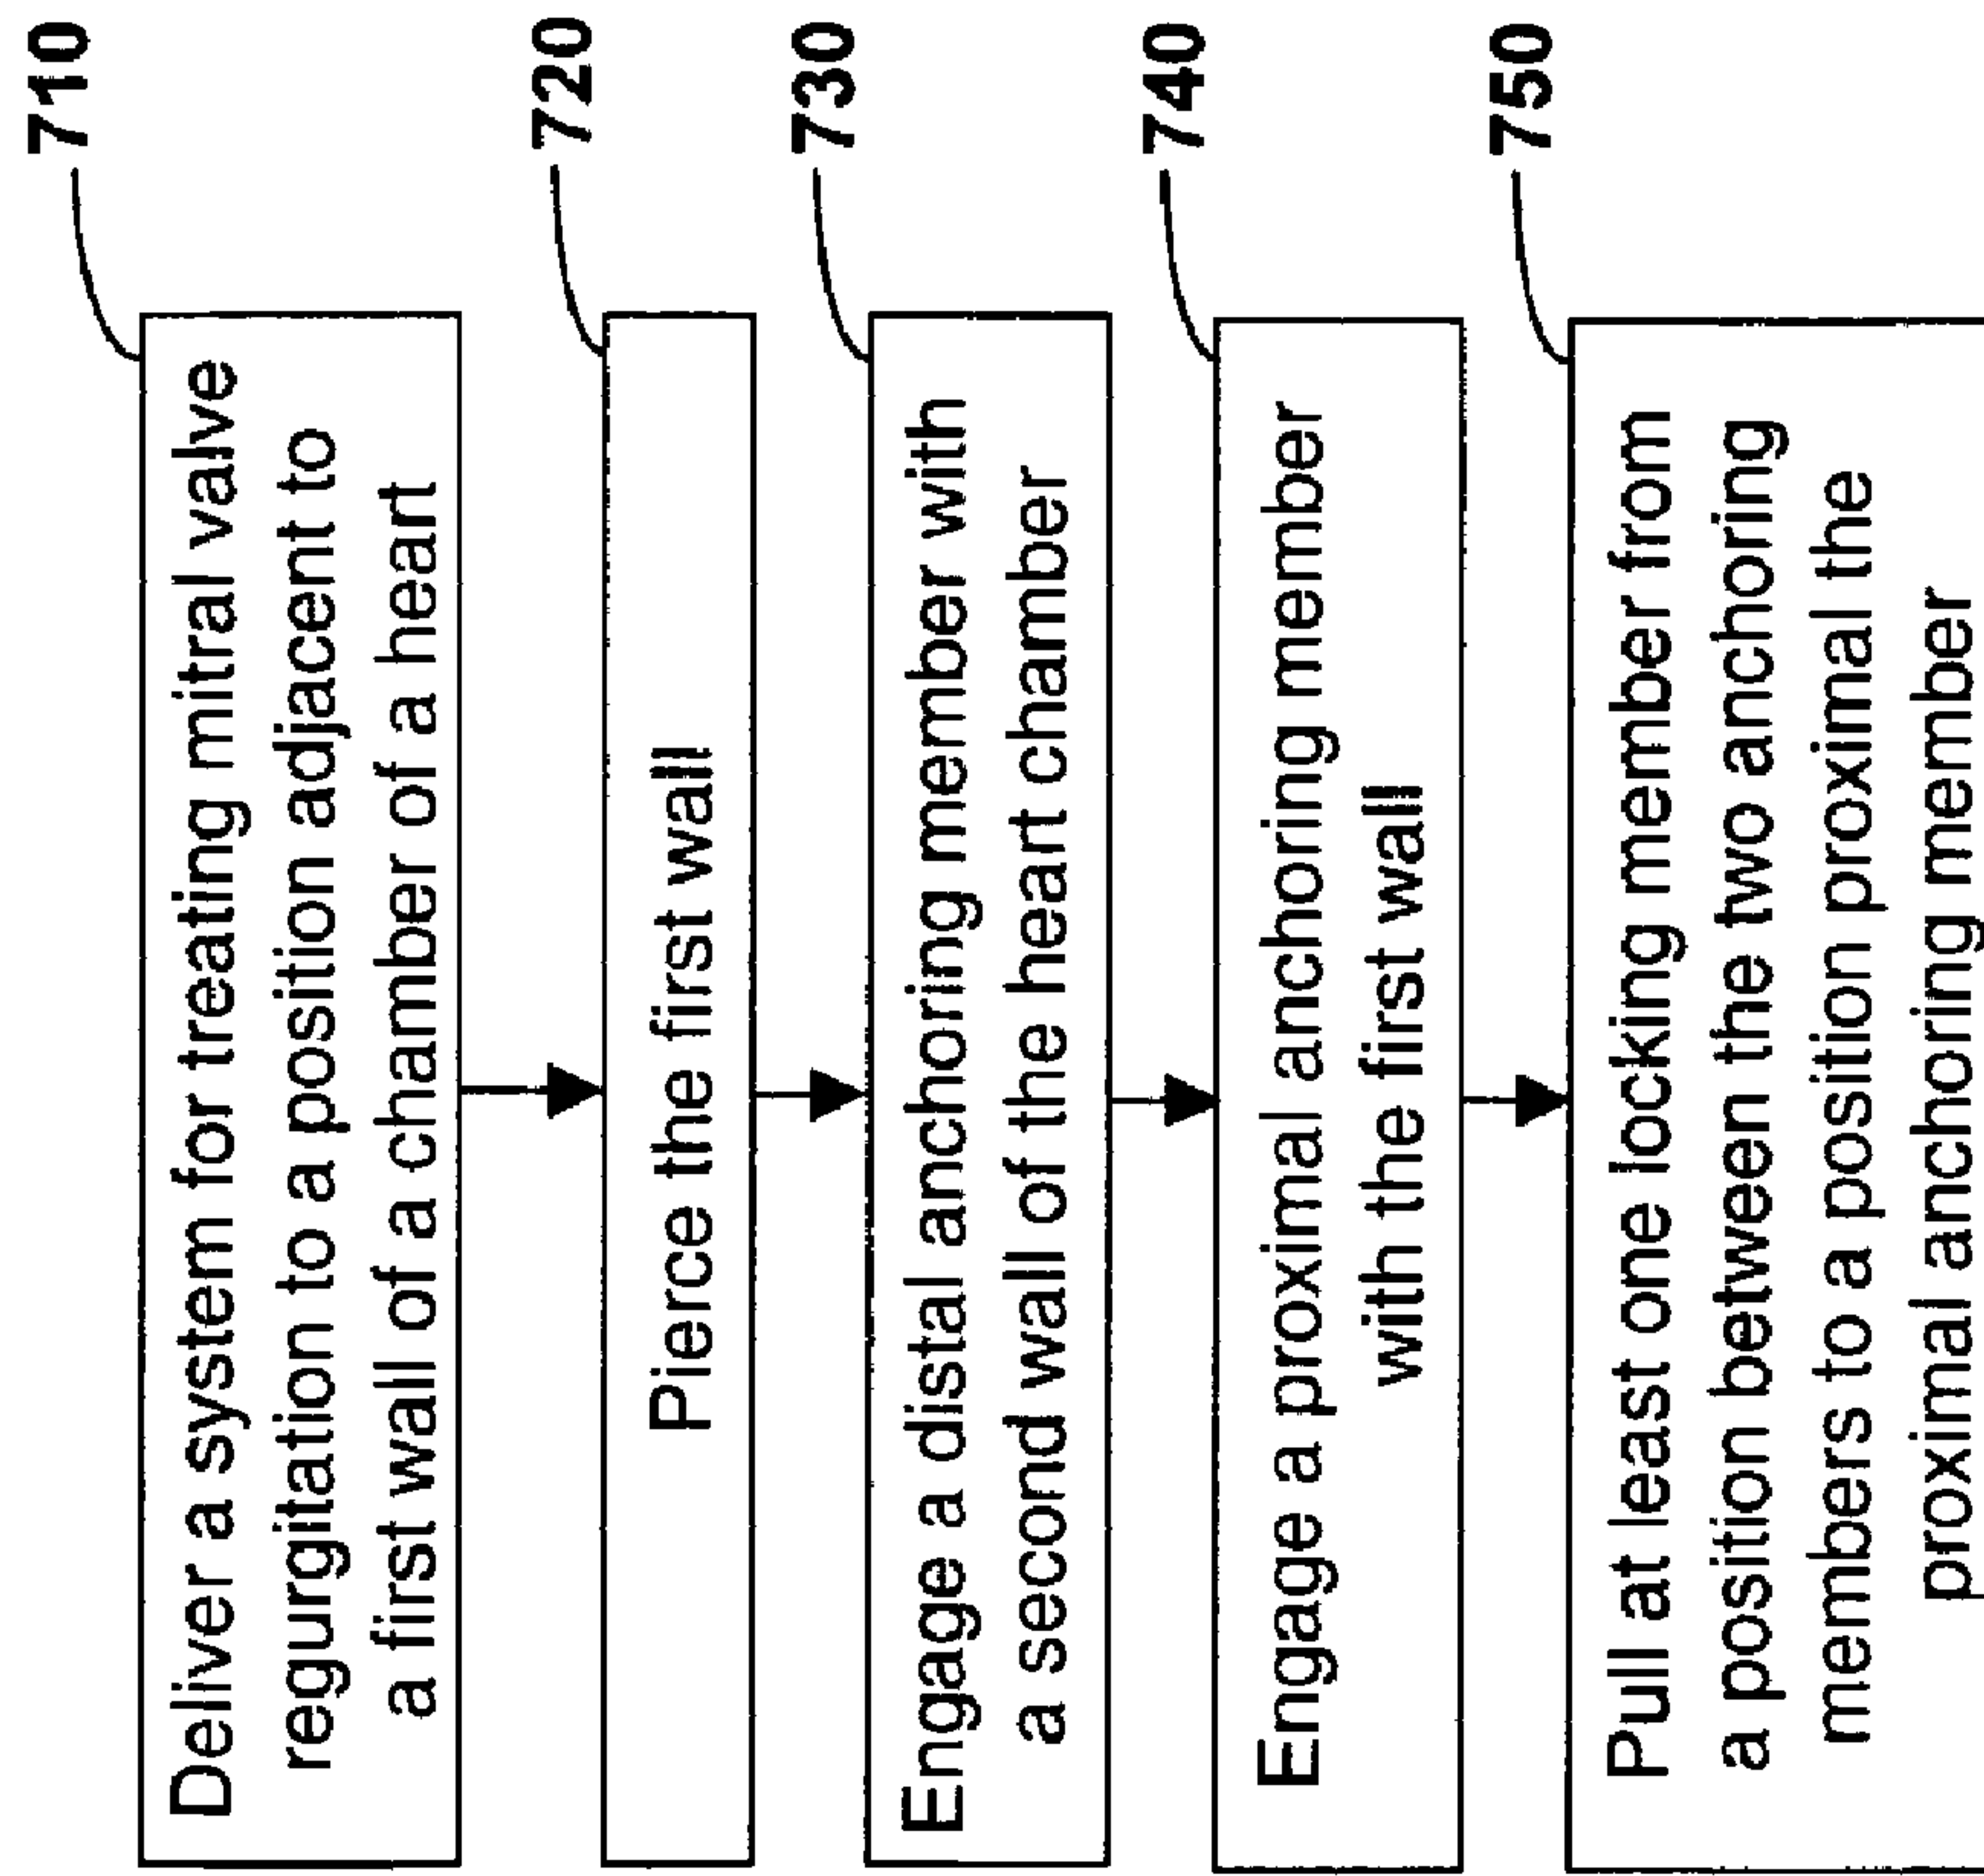 710
Deliver a system for treating mitral valve
regurgitation to a position adjacent to
a first wall of a chamber of a heart
720
Pierce the first wall
730
Engage a distal anchoring member with
a second wall of the heart chamber
740
Engage a proximal anchoring member
with the first wall
750
Pull at least one locking member from
a position between the two anchoring
members to a position proximal the
proximal anchoring member